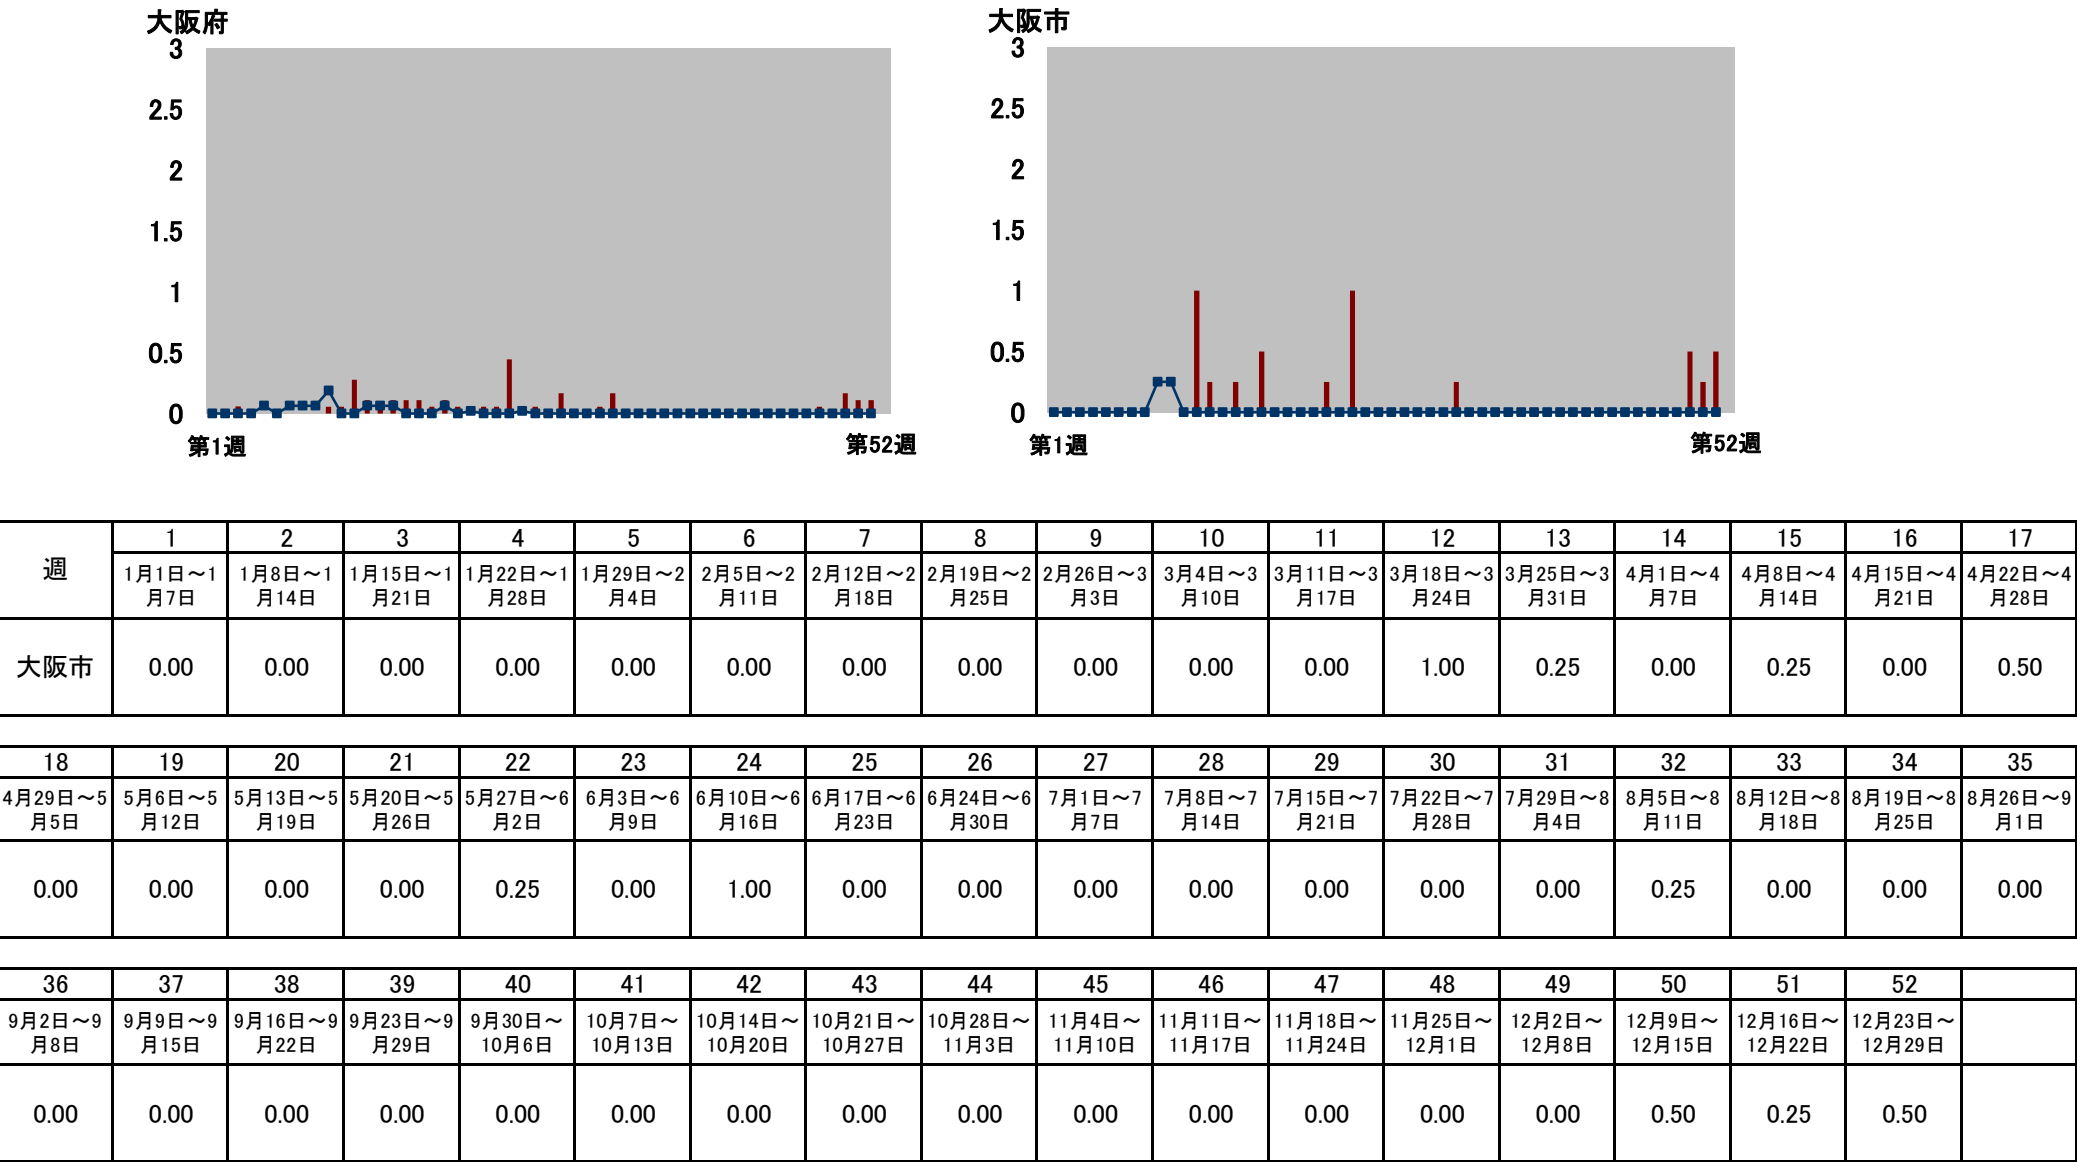 大阪府
3
2.5
2
1.5
1
0.5
0
第1週
第52週
大阪市
3
2.5
2
1.5
1
0.5
0
第1週
第52週
週
1 2 3 4 5 6 7 8 9 10 11 12 13 14 15 16 17
1月1日～1 1月8日～1 1月15日～1 1月22日～1 1月29日～2 2月5日～2 2月12日～2 2月19日～2 2月26日～3 3月4日～3 3月11日～3 3月18日～3 3月25日～3 4月1日～4 4月8日～4 4月15日～4 4月22日～4
月7日 月14日 月21日 月28日 月4日 月11日 月18日 月25日 月3日 月10日 月17日 月24日 月31日 月7日 月14日 月21日 月28日
大阪市 0.00 0.00 0.00 0.00 0.00 0.00 0.00 0.00 0.00 0.00 0.00 1.00 0.25 0.00 0.25 0.00 0.50
18 19 20 21 22 23 24 25 26 27 28 29 30 31 32 33 34 35
4月29日～5 5月6日～5 5月13日～5 5月20日～5 5月27日～6 6月3日～6 6月10日～6 6月17日～6 6月24日～6 7月1日～7 7月8日～7 7月15日～7 7月22日～7 7月29日～8 8月5日～8 8月12日～8 8月19日～8 8月26日～9
月5日 月12日 月19日 月26日 月2日 月9日 月16日 月23日 月30日 月7日 月14日 月21日 月28日 月4日 月11日 月18日 月25日 月1日
0.00 0.00 0.00 0.00 0.25 0.00 1.00 0.00 0.00 0.00 0.00 0.00 0.00 0.00 0.25 0.00 0.00 0.00
36 37 38 39 40 41 42 43 44 45 46 47 48 49 50 51 52
9月2日～9 9月9日～9 9月16日～9 9月23日～9 9月30日～ 10月7日～ 10月14日～ 10月21日～ 10月28日～ 11月4日～ 11月11日～ 11月18日～ 11月25日～ 12月2日～ 12月9日～ 12月16日～ 12月23日～
月8日 月15日 月22日 月29日 10月6日 10月13日 10月20日 10月27日 11月3日 11月10日 11月17日 11月24日 12月1日 12月8日 12月15日 12月22日 12月29日
0.00 0.00 0.00 0.00 0.00 0.00 0.00 0.00 0.00 0.00 0.00 0.00 0.00 0.00 0.50 0.25 0.50